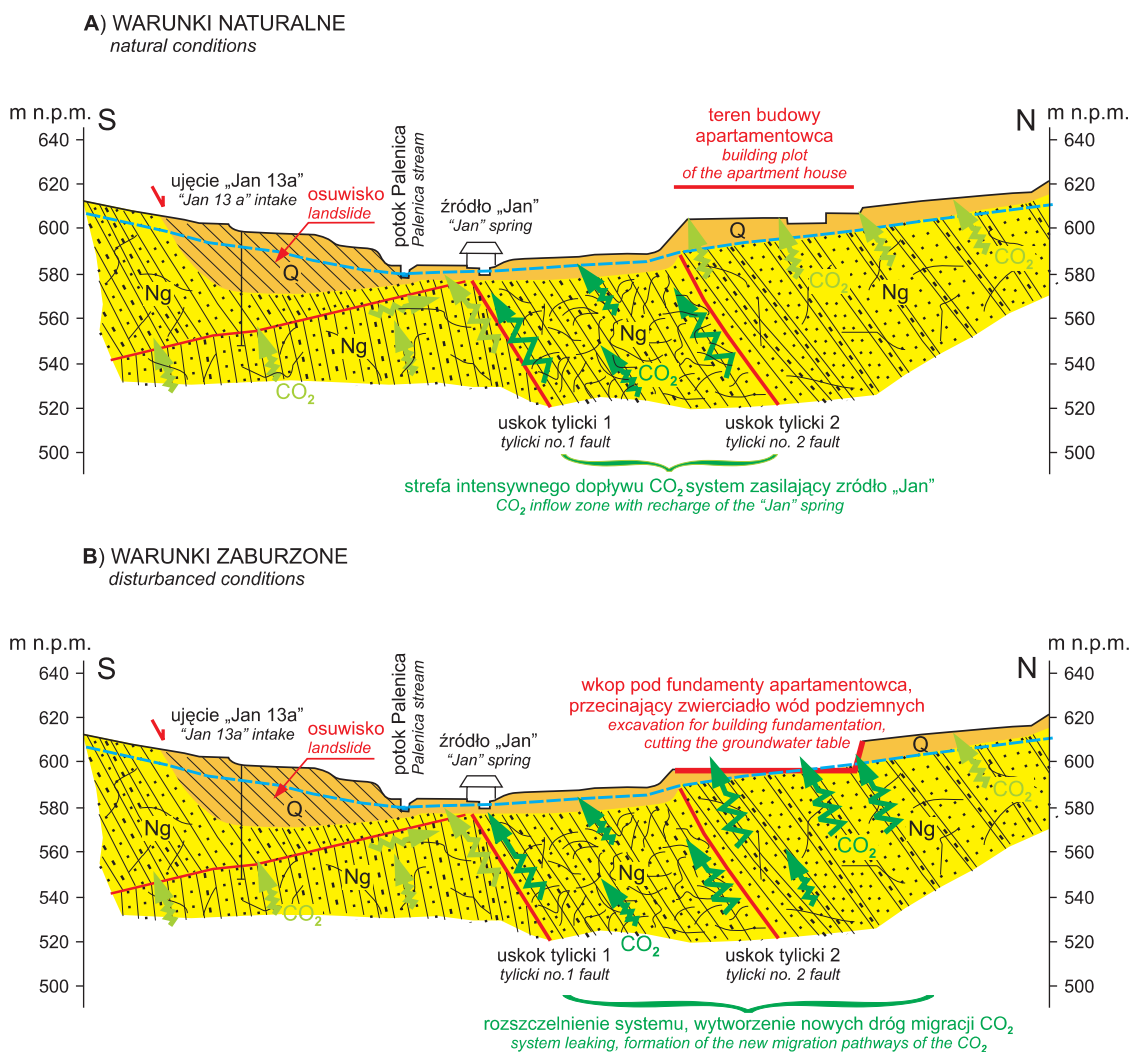 A) WARUNKI NATURALNE
natural conditions
m n.p.m.
S
N
m n.p.m.
640
620
600
580
560
540
520
500
640
620
600
580
560
540
520
500
ujęcie „Jan 13a”
“Jan 13 a” intake
osuwisko
landslide
potok Palenica
Palenica stream
źródło „Jan”
“Jan” spring
teren budowy
apartamentowca
building plot
of the apartment house
Q
Q
Ng
Ng
Ng
Ng
CO2
CO2
CO2
CO2
uskok tylicki 1
tylicki no.1 fault
uskok tylicki 2
tylicki no. 2 fault
strefa intensywnego dopływu CO2 system zasilający zródło „Jan”
CO2 inflow zone with recharge of the “Jan” spring
B) WARUNKI ZABURZONE
disturbanced conditions
m n.p.m.
S
N
m n.p.m.
640
620
600
580
560
540
520
500
640
620
600
580
560
540
520
500
ujęcie „Jan 13a”
“Jan 13a” intake
osuwisko
landslide
potok Palenica
Palenica stream
źródło „Jan”
“Jan” spring
wkop pod fundamenty apartamentowca,
przecinający zwierciadło wód podziemnych
excavation for building fundamentation,
cutting the groundwater table
Q
Q
Ng
Ng
Ng
Ng
CO2
CO2
CO2
CO2
uskok tylicki 1
tylicki no.1 fault
uskok tylicki 2
tylicki no. 2 fault
rozszczelnienie systemu, wytworzenie nowych dróg migracji CO2
system leaking, formation of the new migration pathways of the CO2